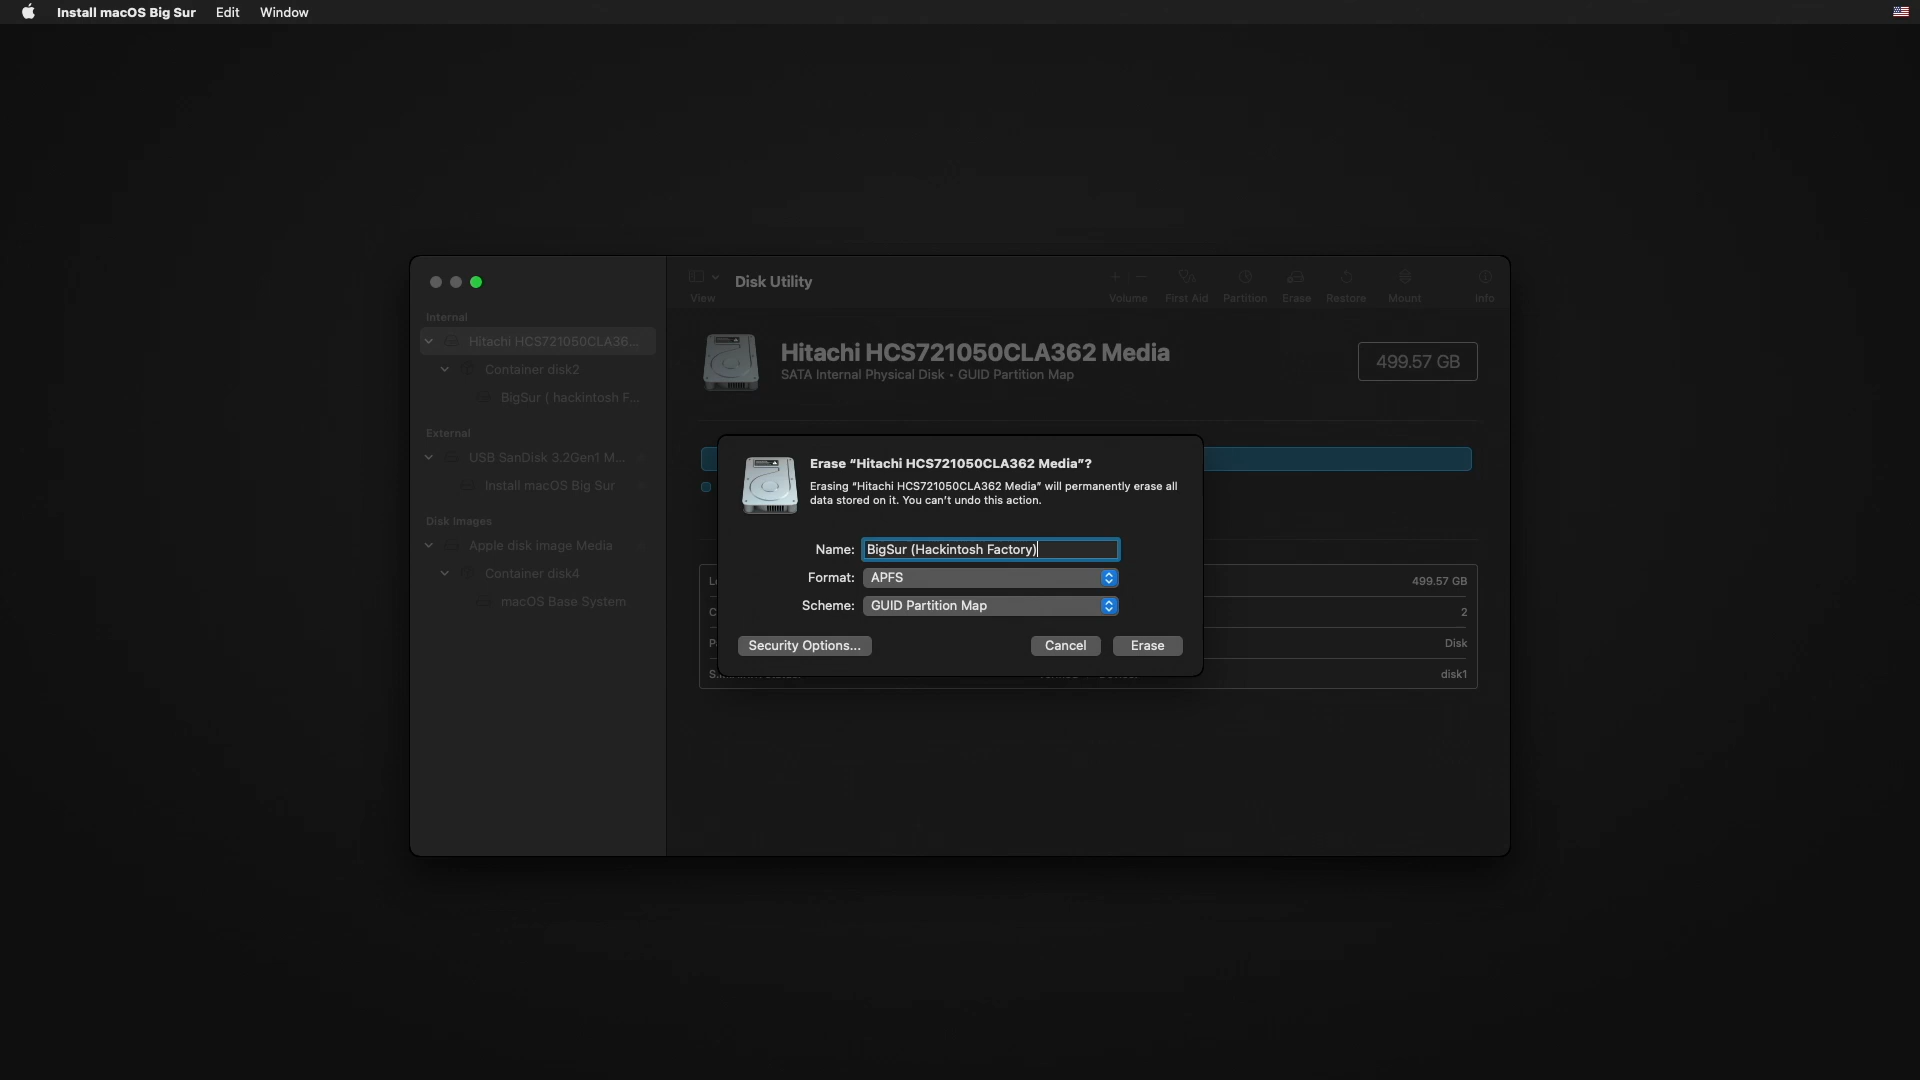 Install macOS Big Sur Edit Window
View
Disk Utility
Volume First Aid Partition Erase Restore Mount Info
Internal
Hitachi HCS721050CLA36...
Container disk2
BigSur ( hackintosh F...
External
USB SanDisk 3.2Gen1 M...
Install macOS Big Sur
Disk Images
Apple disk image Media
Container disk4
macOS Base System
Hitachi HCS721050CLA362 Media
SATA Internal Physical Disk • GUID Partition Map
499.57 GB
Erase “Hitachi HCS721050CLA362 Media”?
Erasing “Hitachi HCS721050CLA362 Media” will permanently erase all
data stored on it. You can’t undo this action.
Name: BigSur (Hackintosh Factory)
Format: APFS
Scheme: GUID Partition Map
Security Options... Cancel Erase
499.57 GB
2
Disk
disk1